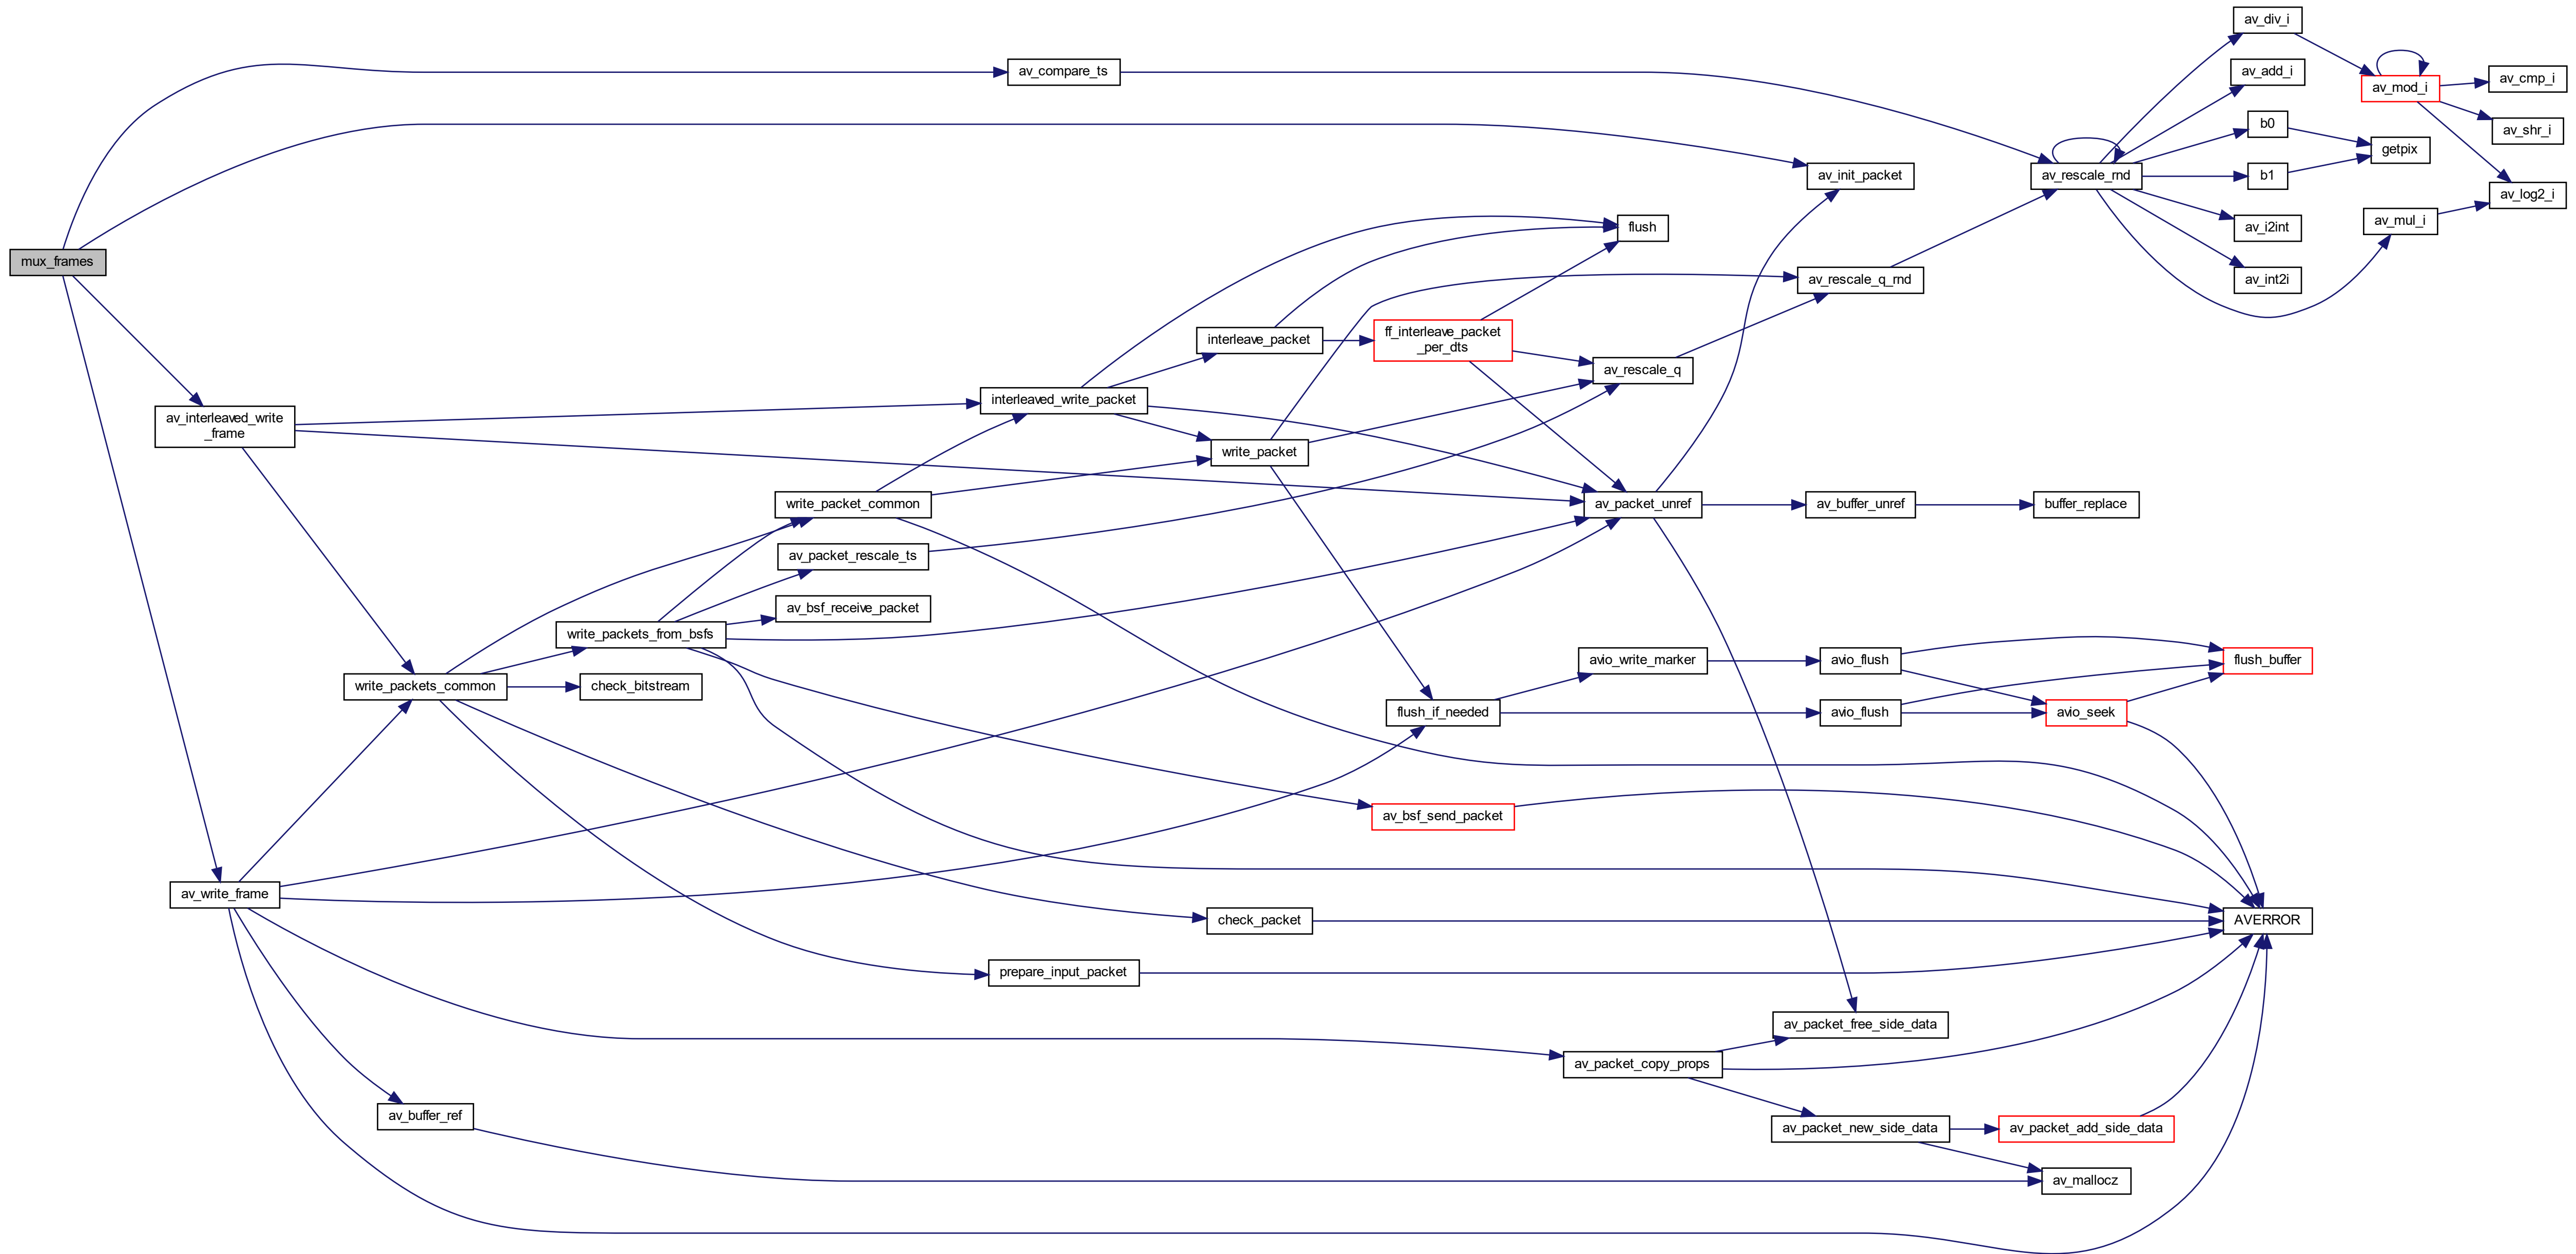 mux_frames
av_compare_ts
av_init_packet
av_interleaved_write
_frame
av_write_frame
interleaved_write_packet
interleave_packet
ff_interleave_packet
_per_dts
flush
write_packet
write_packet_common
av_packet_rescale_ts
av_bsf_receive_packet
write_packets_from_bsfs
write_packets_common
check_bitstream
av_rescale_q
av_rescale_q_rnd
av_rescale_rnd
av_div_i
av_add_i
b0
b1
av_i2int
av_int2i
av_mod_i
getpix
av_mul_i
av_cmp_i
av_shr_i
av_log2_i
av_packet_unref
av_buffer_unref
buffer_replace
flush_if_needed
avio_write_marker
avio_flush
avio_flush
flush_buffer
avio_seek
av_bsf_send_packet
check_packet
prepare_input_packet
AVERROR
av_packet_free_side_data
av_packet_copy_props
av_packet_new_side_data
av_packet_add_side_data
av_buffer_ref
av_mallocz